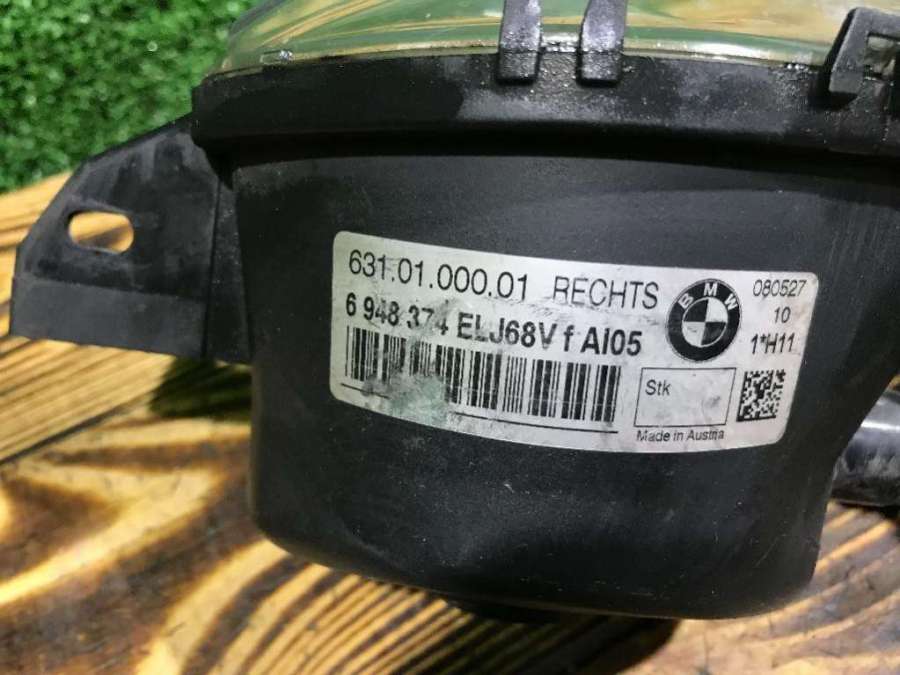 631.01.000.01 RECHTS
6 948 374 ELJ68V f AI05
BMW
080527
10
1*H11
Stk
Made in Austria